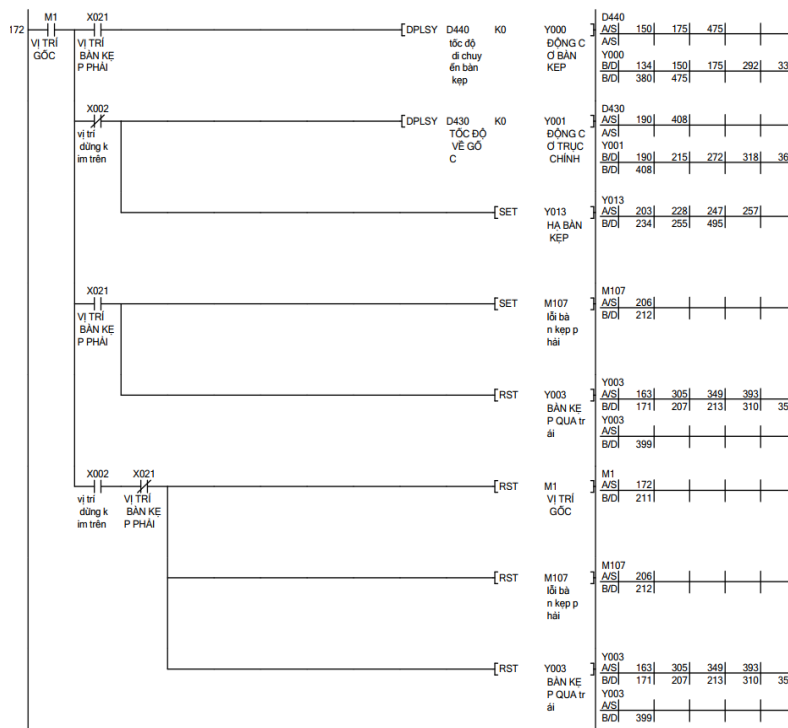 172 M1 X021 [DPLSY D440 K0 Y000 ] D440
VỊ TRÍ GỐC
VỊ TRÍ BÀN KẸ P PHẢI
tốc độ di chuy ển bàn kẹp
ĐỘNG C Ơ BÀN KEP
A/S 150 175 475
A/S
Y000
B/D 134 150 175 292 33
B/D 380 475
X002 [DPLSY D430 K0 Y001 ] D430
vị trí dừng k im trên
TỐC ĐỘ VỀ GỐ C
ĐỘNG C Ơ TRỤC CHÍNH
A/S 190 408
A/S
Y001
B/D 190 215 272 318 36
B/D 408
[SET Y013 ] Y013
HẠ BÀN KẸP
A/S 203 228 247 257
B/D 234 255 495
X021 [SET M107 ] M107
VỊ TRÍ BÀN KẸ P PHẢI
lỗi bà n kẹp p hải
A/S 206
B/D 212
[RST Y003 ] Y003
BÀN KẸ P QUA tr ái
A/S 163 305 349 393
B/D 171 207 213 310 35
Y003
A/S
B/D 399
X002 X021 [RST M1 ] M1
vị trí dừng k im trên
VỊ TRÍ BÀN KẸ P PHẢI
VỊ TRÍ GỐC
A/S 172
B/D 211
[RST M107 ] M107
lỗi bà n kẹp p hải
A/S 206
B/D 212
[RST Y003 ] Y003
BÀN KẸ P QUA tr ái
A/S 163 305 349 393
B/D 171 207 213 310 35
Y003
A/S
B/D 399